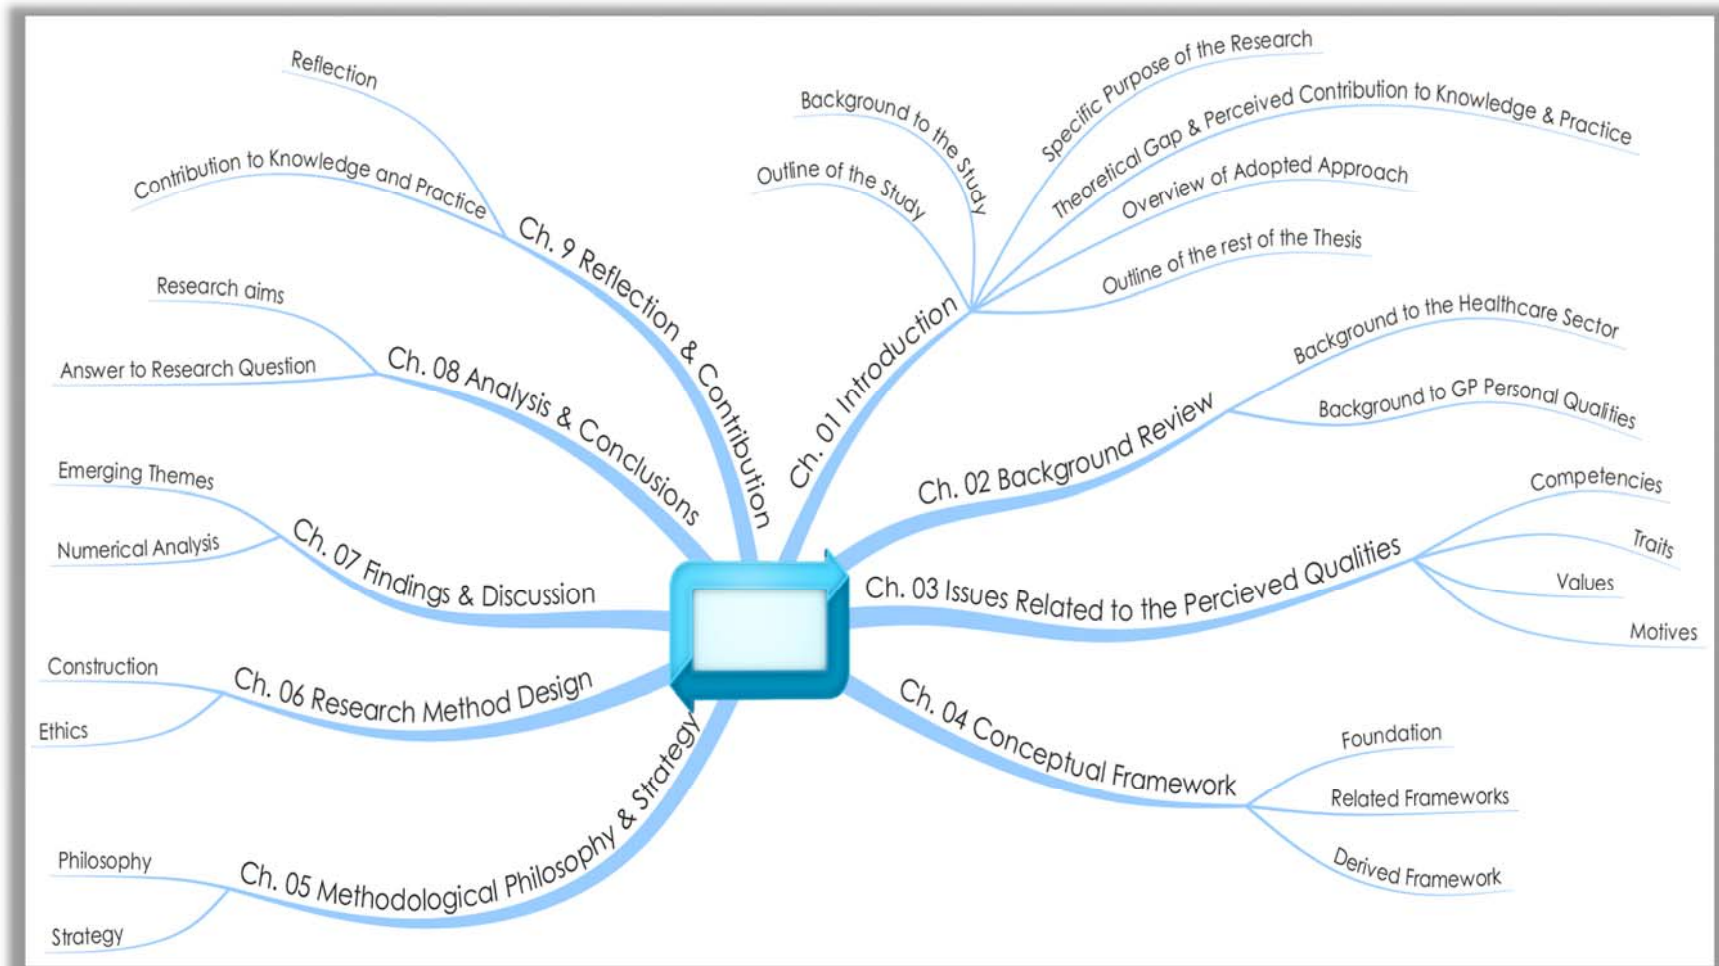 Ch. 01 Introduction
Outline of the Study
Background to the Study
Specific Purpose of the Research
Theoretical Gap & Perceived Contribution to Knowledge & Practice
Overview of Adopted Approach
Outline of the rest of the Thesis
Ch. 02 Background Review
Background to the Healthcare Sector
Background to GP Personal Qualities
Ch. 03 Issues Related to the Percieved Qualities
Competencies
Traits
Values
Motives
Ch. 04 Conceptual Framework
Foundation
Related Frameworks
Derived Framework
Ch. 05 Methodological Philosophy & Strategy
Philosophy
Strategy
Ch. 06 Research Method Design
Construction
Ethics
Ch. 07 Findings & Discussion
Emerging Themes
Numerical Analysis
Ch. 08 Analysis & Conclusions
Research aims
Answer to Research Question
Ch. 9 Reflection & Contribution
Reflection
Contribution to Knowledge and Practice